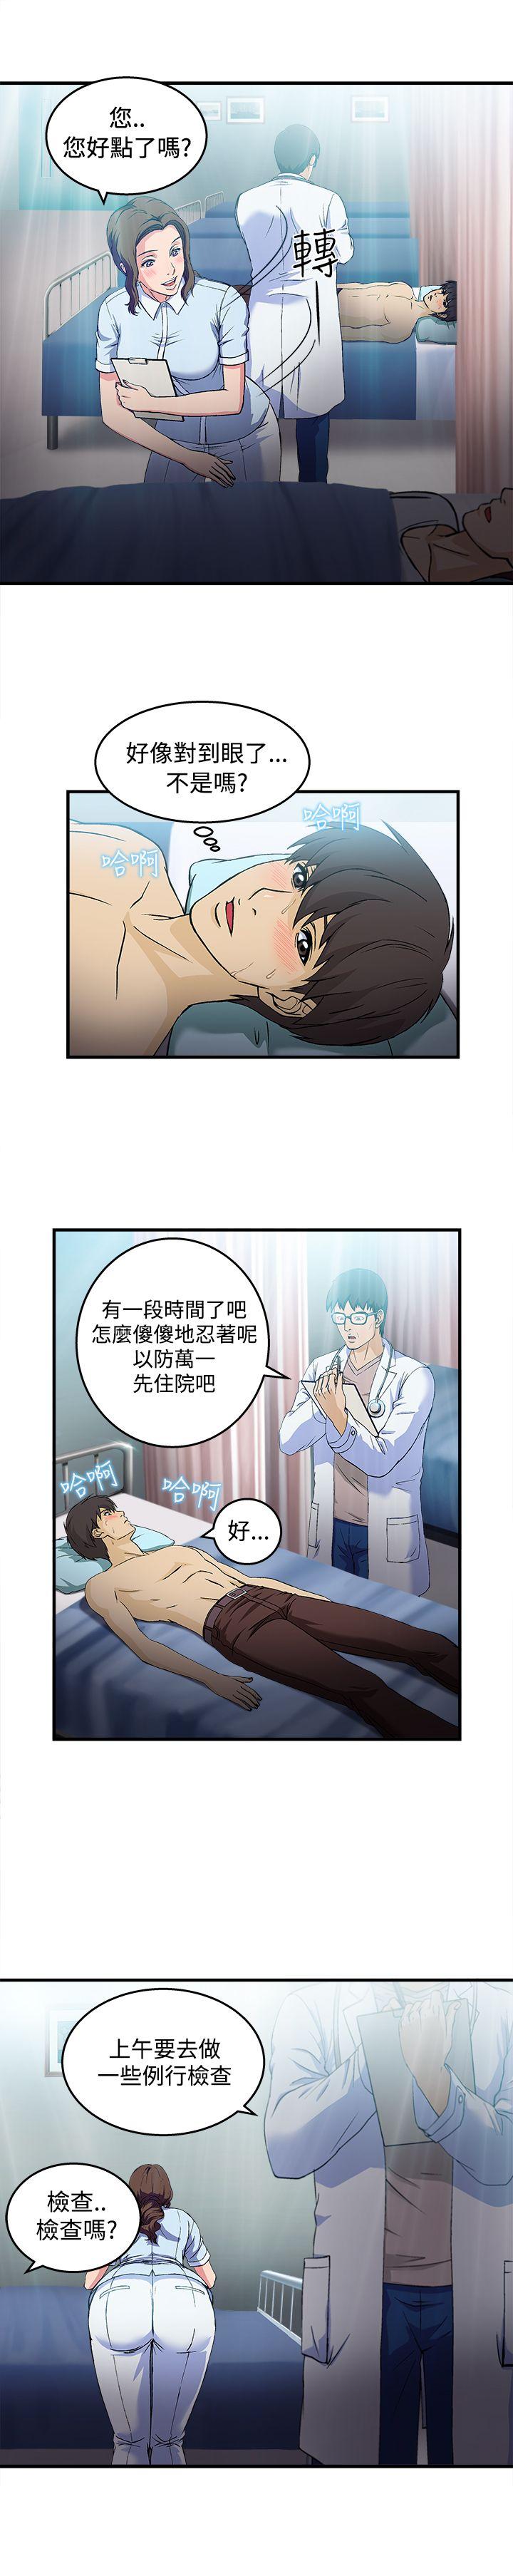 您..
您好點了嗎?
轉
好像對到眼了...
不是嗎?
哈啊
哈啊
有一段時間了吧
怎麼傻傻地忍著呢
以防萬一
先住院吧
哈啊
哈啊
好...
上午要去做
一些例行檢查
檢查..
檢查嗎?